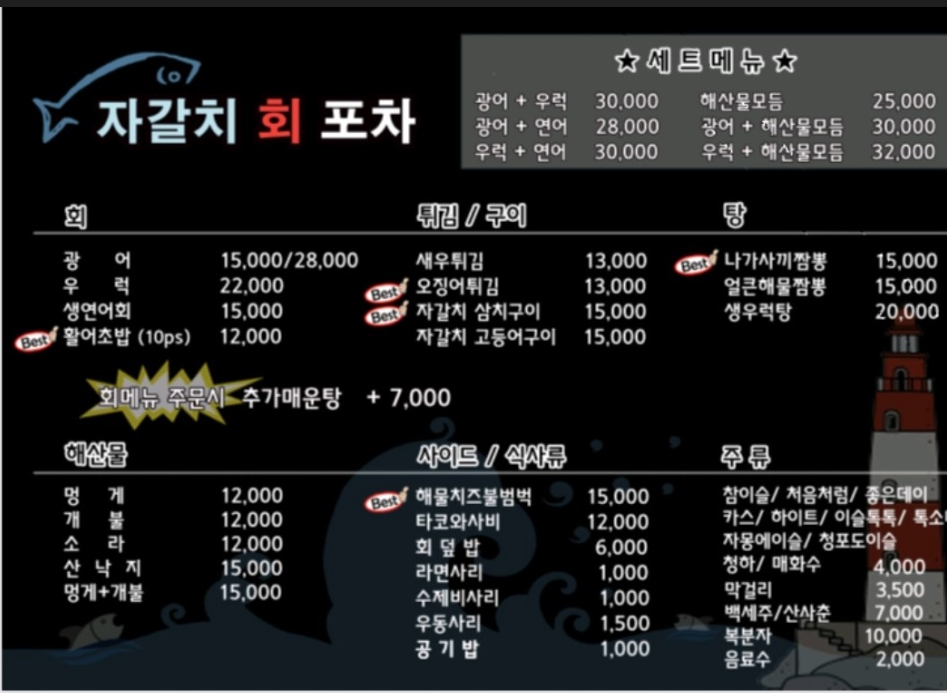 자갈치 회 포차
★ 세트메뉴 ★
광어 + 우럭 30,000
광어 + 연어 28,000
우럭 + 연어 30,000
해산물모듬 25,000
광어 + 해산물모듬 30,000
우럭 + 해산물모듬 32,000
회
광 어 15,000/28,000
우 럭 22,000
생연어회 15,000
Best 활어초밥 (10ps) 12,000
튀김 / 구이
새우튀김 13,000
Best 오징어튀김 13,000
Best 자갈치 삼치구이 15,000
자갈치 고등어구이 15,000
탕
Best 나가사끼짬뽕 15,000
얼큰해물짬뽕 15,000
생우럭탕 20,000
회메뉴 주문시 추가매운탕 + 7,000
해산물
멍 게 12,000
개 불 12,000
소 라 12,000
산 낙 지 15,000
멍게+개불 15,000
사이드 / 식사류
Best 해물치즈불범벅 15,000
타코와사비 12,000
회 덮 밥 6,000
라면사리 1,000
수제비사리 1,000
우동사리 1,500
공 기 밥 1,000
주 류
참이슬/ 처음처럼/ 좋은데이
카스/ 하이트/ 이슬톡톡/
자몽에이슬/ 청포도이슬
청하/ 매화수 4,000
막걸리 3,500
백세주/산사춘 7,000
복분자 10,000
음료수 2,000